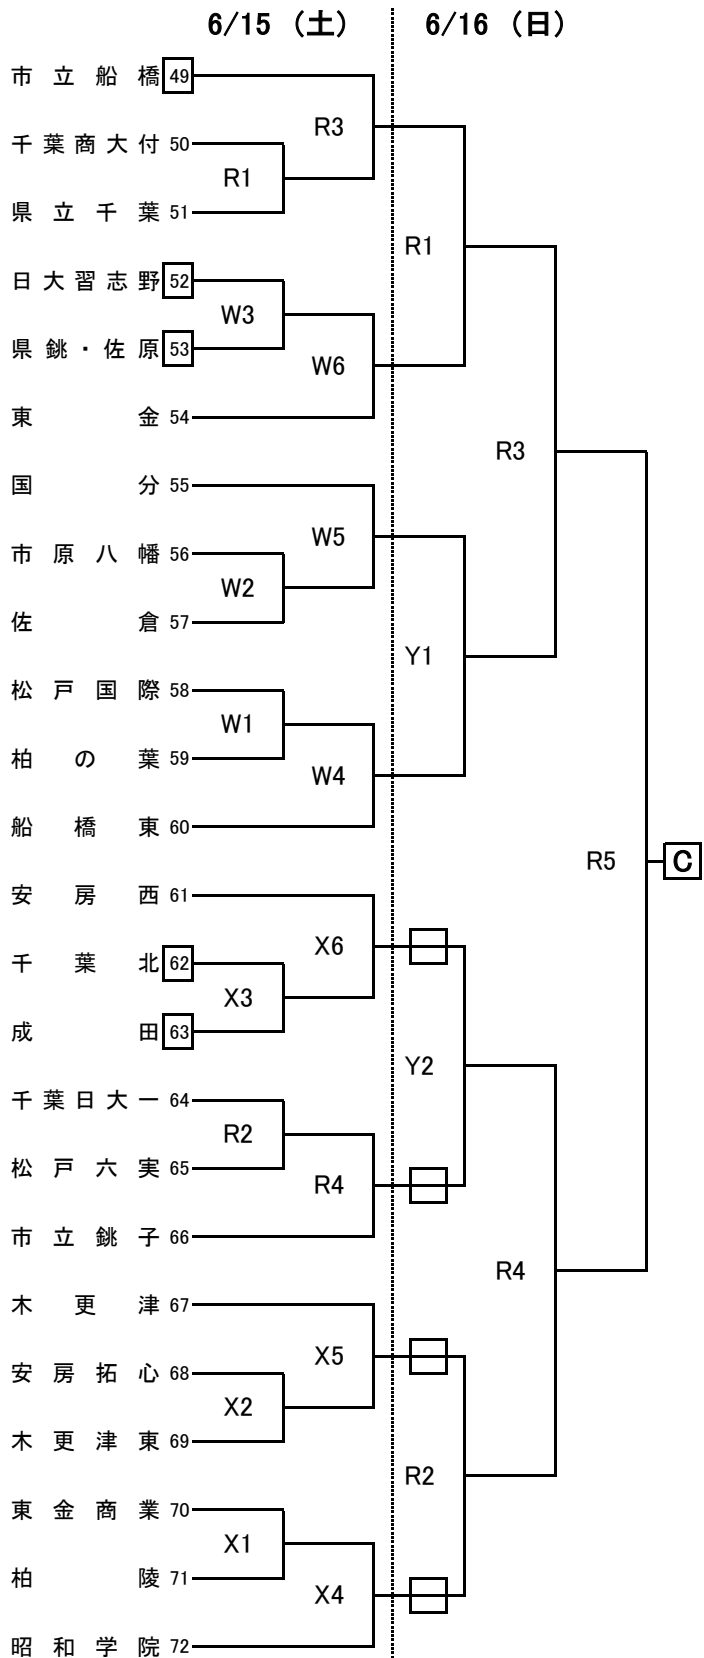 6/15 （土） 6/16 （日）
市立船橋 49
R3
千葉商大付 50
R1
県立千葉 51
R1
日大習志野 52
W3
県銚・佐原 53
W6
東金 54
R3
国分 55
W5
市原八幡 56
W2
佐倉 57
Y1
松戸国際 58
W1
柏の葉 59
W4
船橋東 60
R5 C
安房西 61
X6
千葉北 62
X3
成田 63
Y2
千葉日大一 64
R2
松戸六実 65
R4
市立銚子 66
R4
木更津 67
X5
安房拓心 68
X2
木更津東 69
R2
東金商業 70
X1
柏陵 71
X4
昭和学院 72